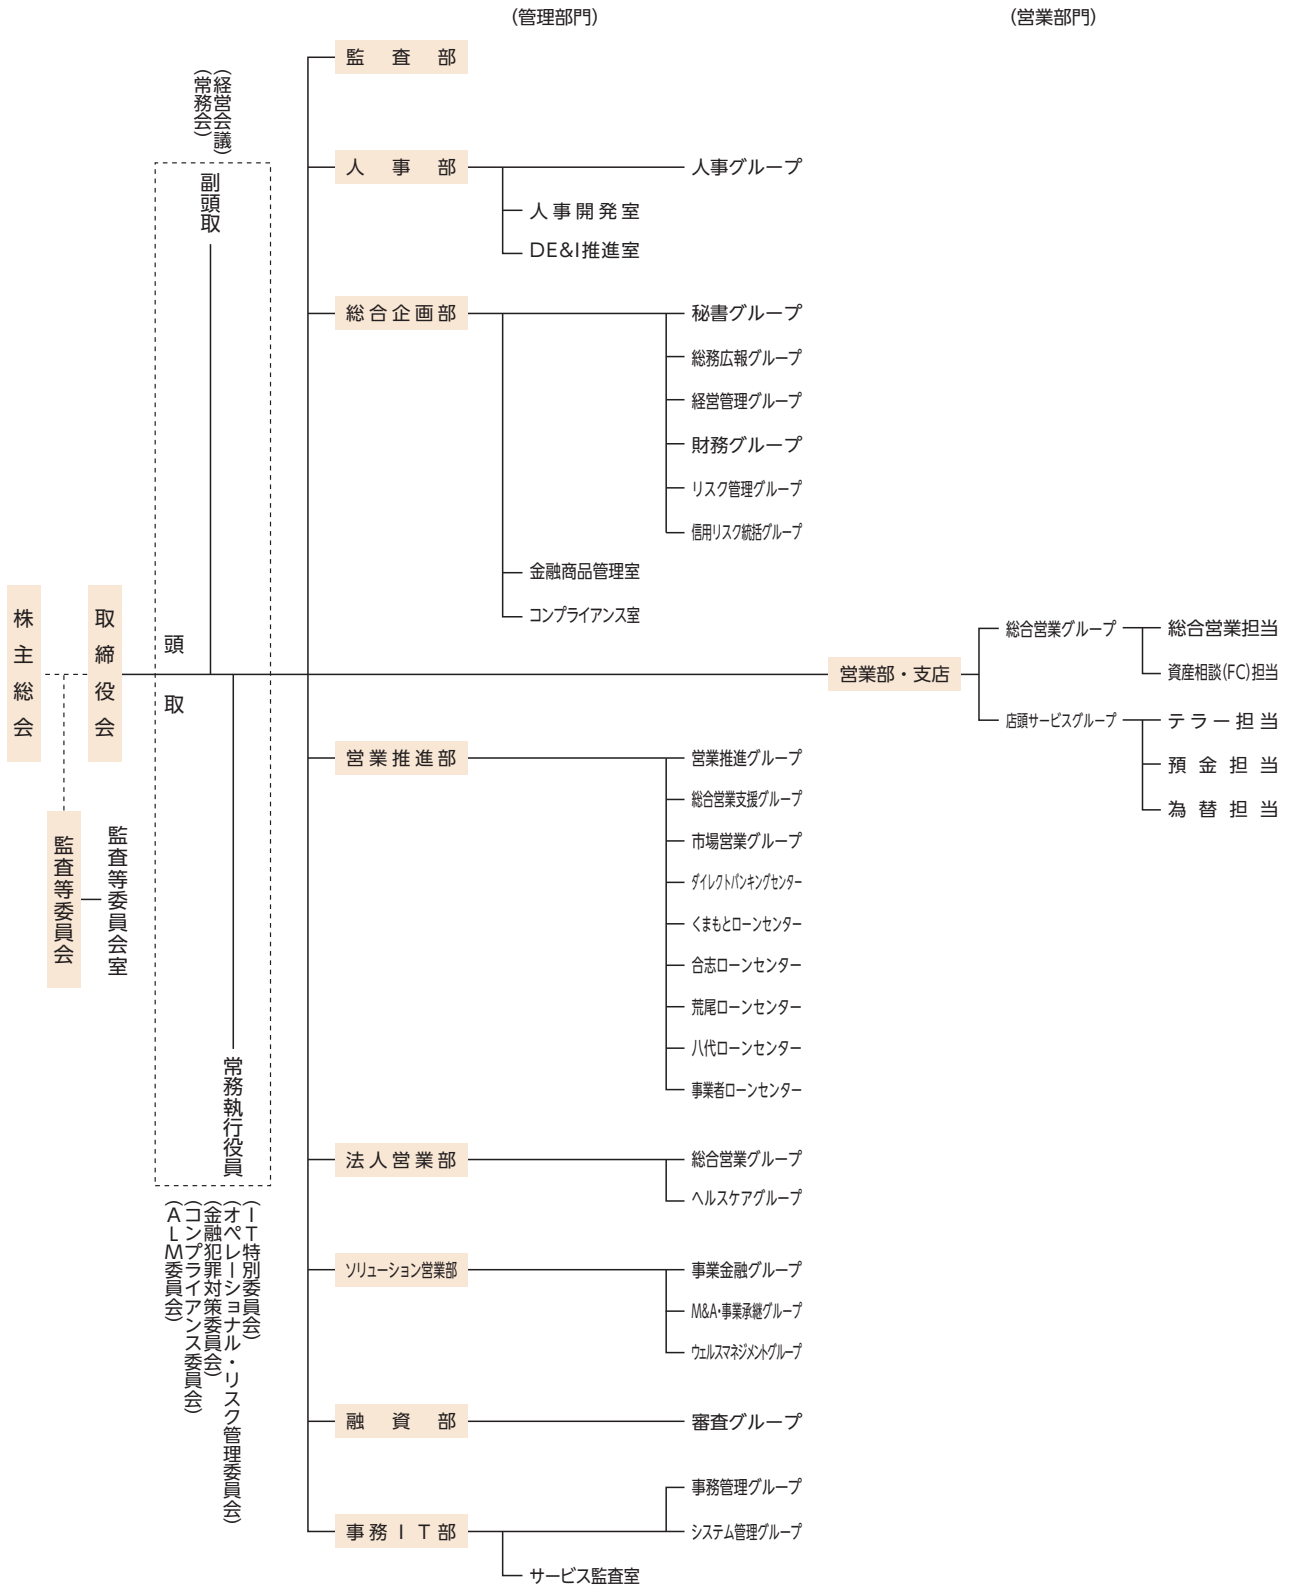 (管理部門)
(営業部門)
株主総会
取締役会
監査等委員会
監査等委員会室
(経営会議)
(常務会)
副頭取
頭取
常務執行役員
(IT特別委員会)
(オペレーショナル・リスク管理委員会)
(金融犯罪対策委員会)
(コンプライアンス委員会)
(ALM委員会)
監査部
人事部
人事グループ
人事開発室
DE&I推進室
総合企画部
秘書グループ
総務広報グループ
経営管理グループ
財務グループ
リスク管理グループ
信用リスク統括グループ
金融商品管理室
コンプライアンス室
営業部・支店
総合営業グループ
総合営業担当
資産相談(FC)担当
店頭サービスグループ
テラー担当
預金担当
為替担当
営業推進部
営業推進グループ
総合営業支援グループ
市場営業グループ
ダイレクトバンキングセンター
くまもとローンセンター
合志ローンセンター
荒尾ローンセンター
八代ローンセンター
事業者ローンセンター
法人営業部
総合営業グループ
ヘルスケアグループ
ソリューション営業部
事業金融グループ
M&A・事業承継グループ
ウェルスマネジメントグループ
融資部
審査グループ
事務IT部
事務管理グループ
システム管理グループ
サービス監査室